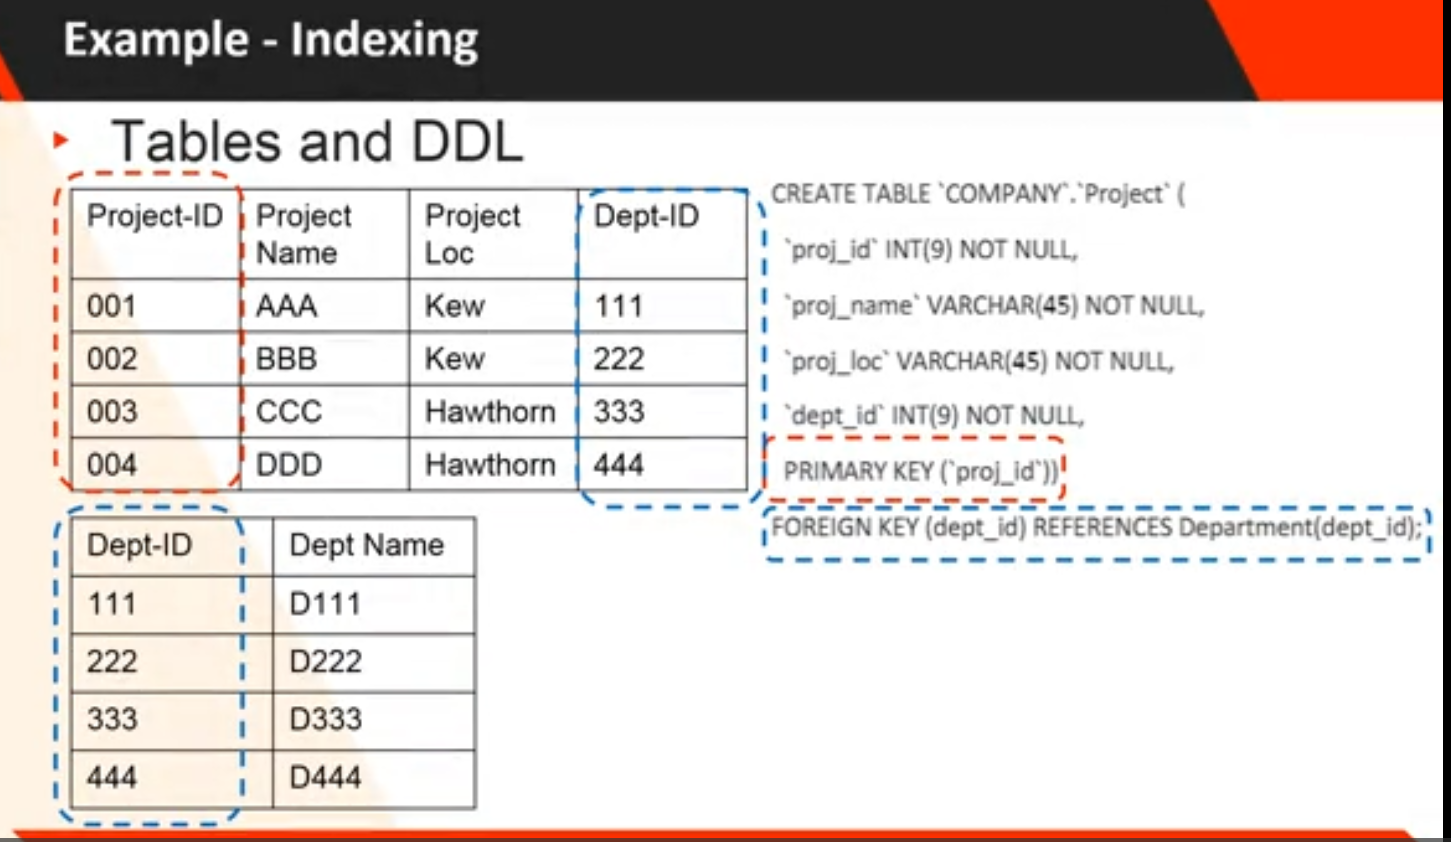 Example - Indexing
Tables and DDL
Project-ID Project Name Project Loc Dept-ID
001 AAA Kew 111
002 BBB Kew 222
003 CCC Hawthorn 333
004 DDD Hawthorn 444
Dept-ID Dept Name
111 D111
222 D222
333 D333
444 D444
CREATE TABLE `COMPANY`.`Project` (
`proj_id` INT(9) NOT NULL,
`proj_name` VARCHAR(45) NOT NULL,
`proj_loc` VARCHAR(45) NOT NULL,
`dept_id` INT(9) NOT NULL,
PRIMARY KEY (`proj_id`))
FOREIGN KEY (dept_id) REFERENCES Department(dept_id);